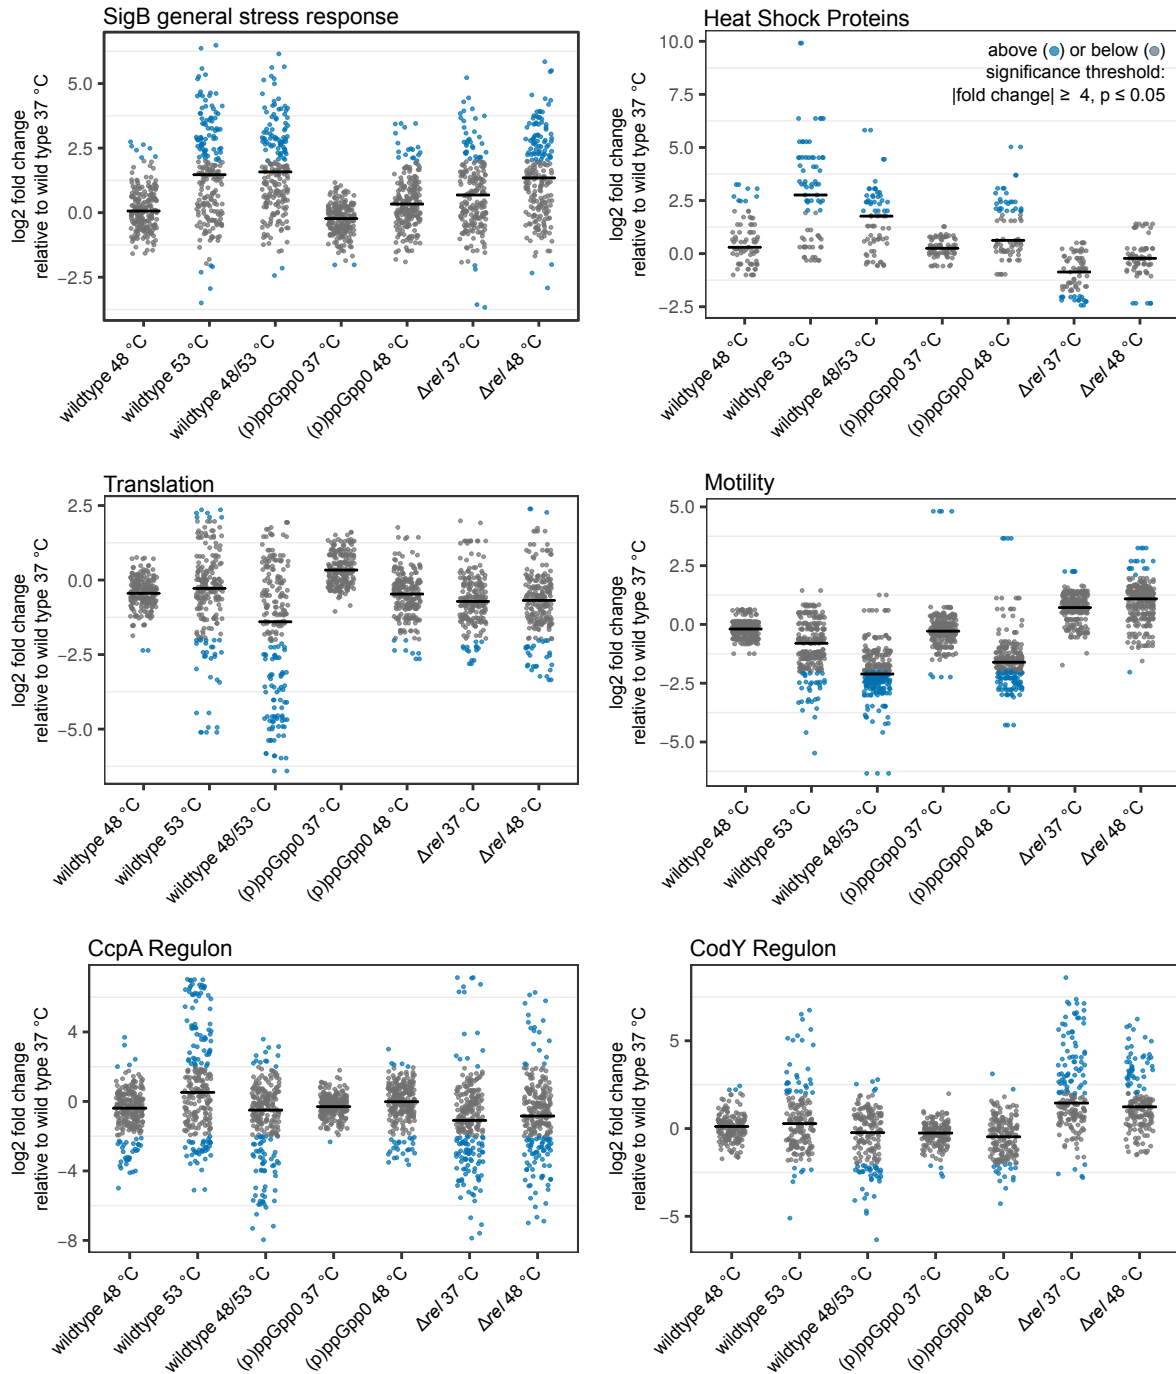 SigB general stress response
log2 fold change
relative to wild type 37 °C
5.0
2.5
0.0
−2.5
wildtype 48 °C
wildtype 53 °C
wildtype 48/53 °C
(p)ppGpp0 37 °C
(p)ppGpp0 48 °C
Δrel 37 °C
Δrel 48 °C
Heat Shock Proteins
above (●) or below (●)
significance threshold:
|fold change| ≥ 4, p ≤ 0.05
log2 fold change
relative to wild type 37 °C
10.0
7.5
5.0
2.5
0.0
−2.5
wildtype 48 °C
wildtype 53 °C
wildtype 48/53 °C
(p)ppGpp0 37 °C
(p)ppGpp0 48 °C
Δrel 37 °C
Δrel 48 °C
Translation
log2 fold change
relative to wild type 37 °C
2.5
0.0
−2.5
−5.0
wildtype 48 °C
wildtype 53 °C
wildtype 48/53 °C
(p)ppGpp0 37 °C
(p)ppGpp0 48 °C
Δrel 37 °C
Δrel 48 °C
Motility
log2 fold change
relative to wild type 37 °C
5.0
2.5
0.0
−2.5
−5.0
wildtype 48 °C
wildtype 53 °C
wildtype 48/53 °C
(p)ppGpp0 37 °C
(p)ppGpp0 48 °C
Δrel 37 °C
Δrel 48 °C
CcpA Regulon
log2 fold change
relative to wild type 37 °C
4
0
−4
−8
wildtype 48 °C
wildtype 53 °C
wildtype 48/53 °C
(p)ppGpp0 37 °C
(p)ppGpp0 48 °C
Δrel 37 °C
Δrel 48 °C
CodY Regulon
log2 fold change
relative to wild type 37 °C
5
0
−5
wildtype 48 °C
wildtype 53 °C
wildtype 48/53 °C
(p)ppGpp0 37 °C
(p)ppGpp0 48 °C
Δrel 37 °C
Δrel 48 °C